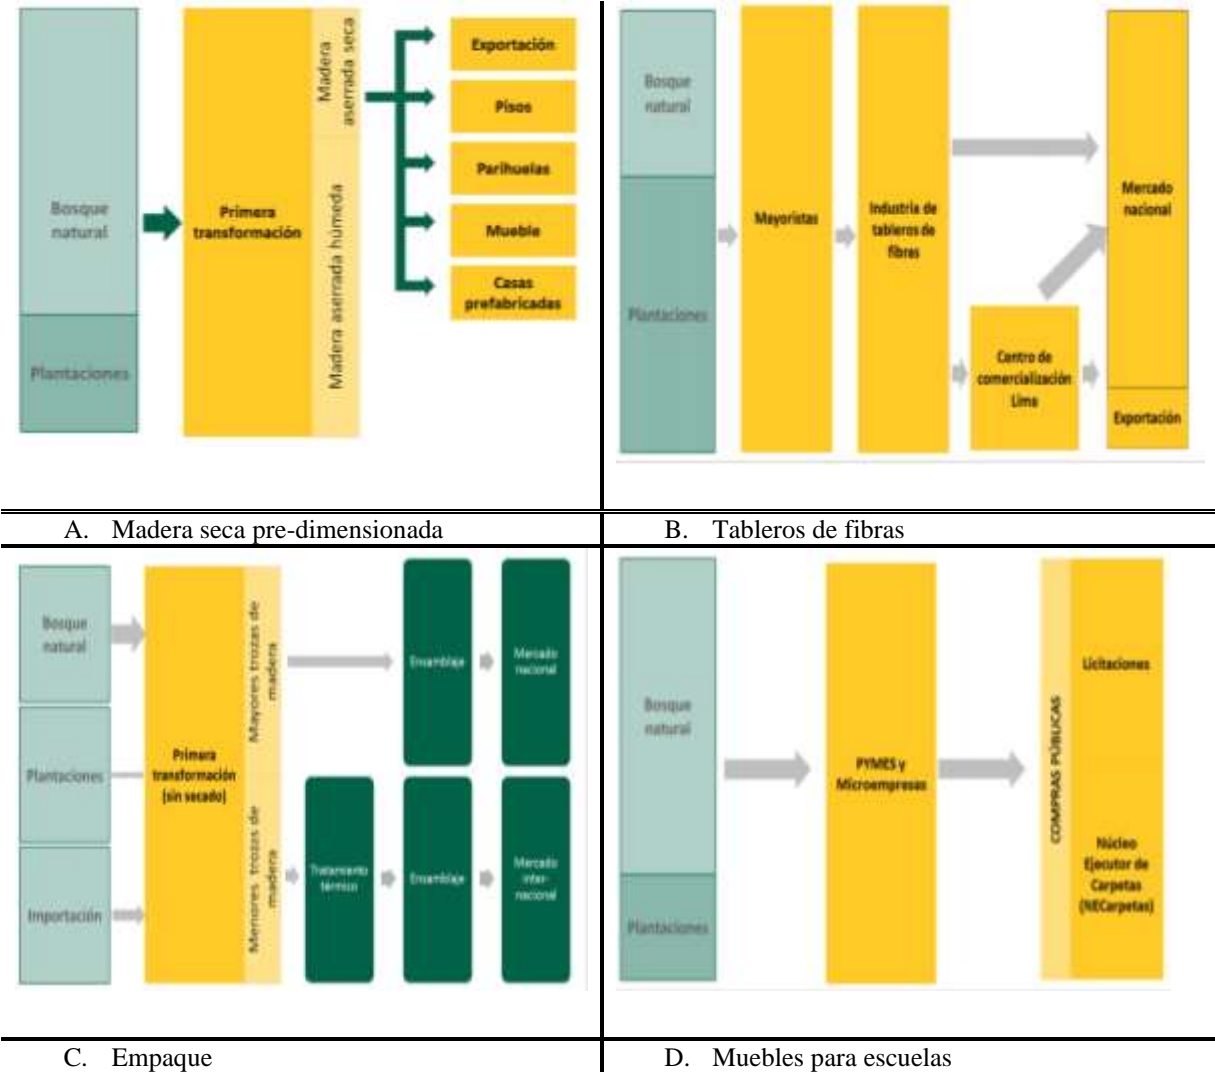 Bosque
natural
Plantaciones
Primera
transformación
Madera
aserrada seca
Madera aserrada húmeda
Exportación
Pisos
Parihuelas
Mueble
Casas
prefabricadas
A. Madera seca pre-dimensionada
Bosque
natural
Plantaciones
Mayoristas
Industria de
tableros de
fibras
Centro de
comercialización
Lima
Mercado
nacional
Exportación
B. Tableros de fibras
Bosque
natural
Plantaciones
Importación
Primera
transformación
(sin secado)
Mayores trozas de
madera
Menores trozas de
madera
Ensamblaje
Mercado
nacional
Tratamiento
térmico
Ensamblaje
Mercado
inter-
nacional
C. Empaque
Bosque
natural
Plantaciones
PYMES y
Microempresas
COMPRAS PÚBLICAS
Licitaciones
Núcleo
Ejecutor de
Carpetas
(NECarpetas)
D. Muebles para escuelas